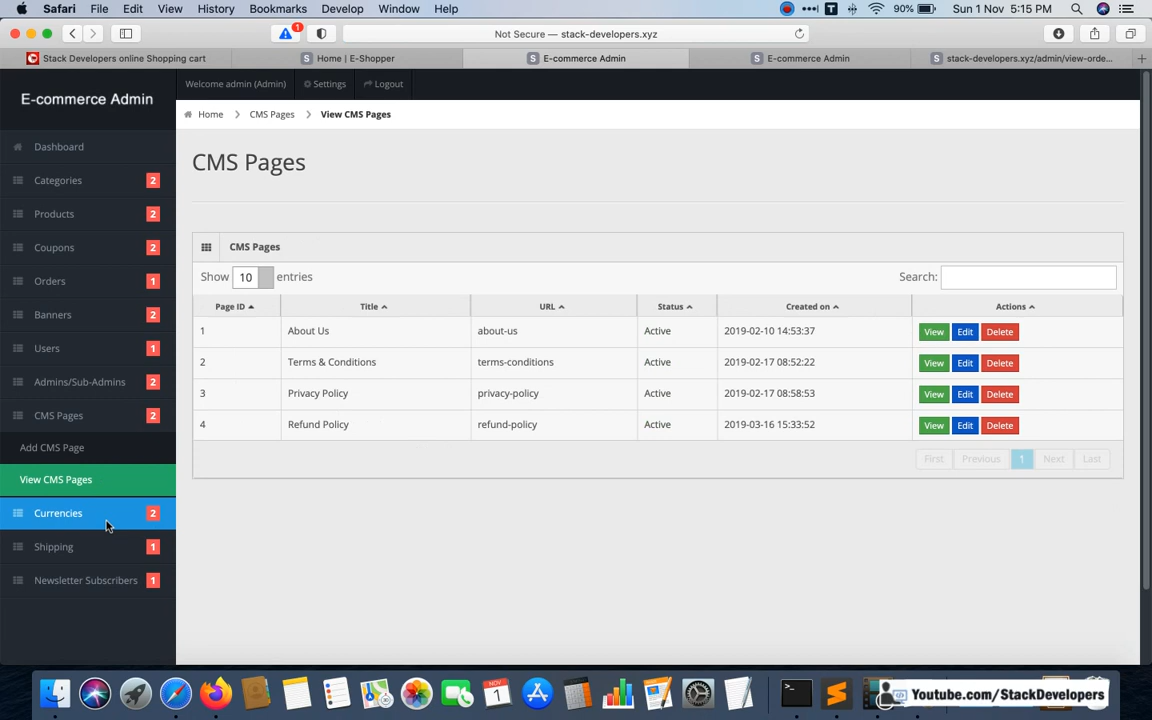 Safari File Edit View History Bookmarks Develop Window Help
T 90% Sun 1 Nov 5:15 PM
1
Not Secure — stack-developers.xyz
Stack Developers online Shopping cart
Home | E-Shopper
E-commerce Admin
E-commerce Admin
stack-developers.xyz/admin/view-orde...
E-commerce Admin
Welcome admin (Admin) Settings Logout
Home CMS Pages View CMS Pages
Dashboard
Categories 2
Products 2
Coupons 2
Orders 1
Banners 2
Users 1
Admins/Sub-Admins 2
CMS Pages 2
Add CMS Page
View CMS Pages
Currencies 2
Shipping 1
Newsletter Subscribers 1
CMS Pages
CMS Pages
Show 10 entries
Search:
Page ID Title URL Status Created on Actions
1 About Us about-us Active 2019-02-10 14:53:37 View Edit Delete
2 Terms & Conditions terms-conditions Active 2019-02-17 08:52:22 View Edit Delete
3 Privacy Policy privacy-policy Active 2019-02-17 08:58:53 View Edit Delete
4 Refund Policy refund-policy Active 2019-03-16 15:33:52 View Edit Delete
First Previous 1 Next Last
NOV
1
Youtube.com/StackDevelopers